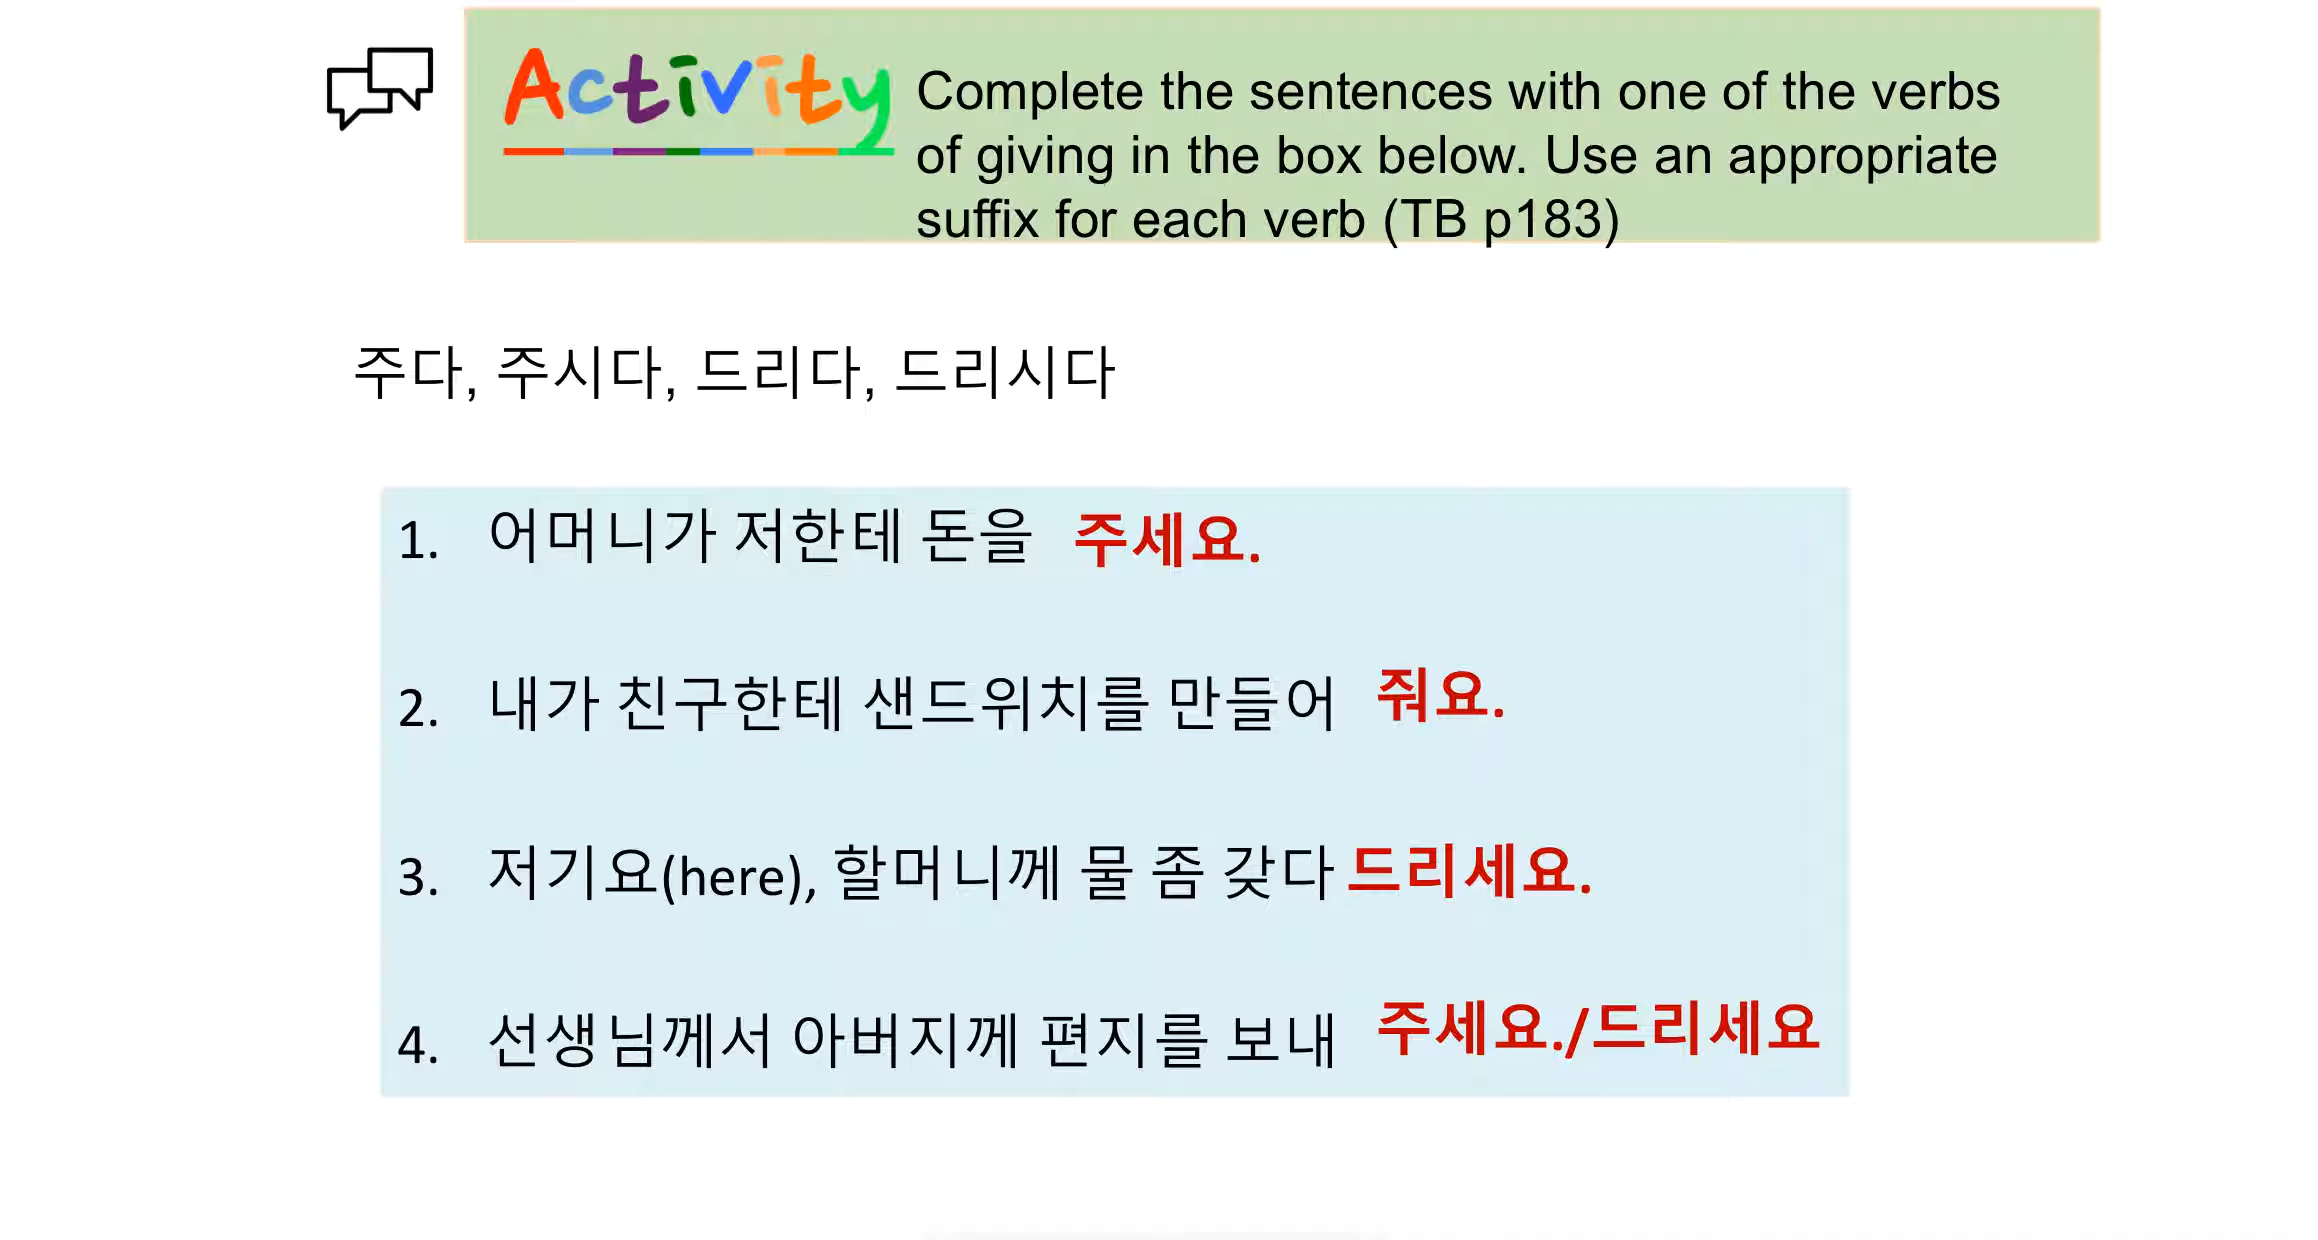 Activity
Complete the sentences with one of the verbs
of giving in the box below. Use an appropriate
suffix for each verb (TB p183)
주다, 주시다, 드리다, 드리시다
1. 어머니가 저한테 돈을 주세요.
2. 내가 친구한테 샌드위치를 만들어 줘요.
3. 저기요(here), 할머니께 물 좀 갖다 드리세요.
4. 선생님께서 아버지께 편지를 보내 주세요./드리세요